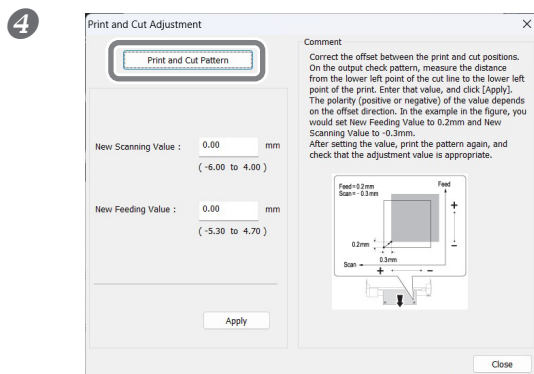 4
Print and Cut Adjustment
Print and Cut Pattern
New Scanning Value :
0.00
mm
( -6.00 to 4.00 )
New Feeding Value :
0.00
mm
( -5.30 to 4.70 )
Apply
Comment
Correct the offset between the print and cut positions.
On the output check pattern, measure the distance
from the lower left point of the cut line to the lower left
point of the print. Enter that value, and click [Apply].
The polarity (positive or negative) of the value depends
on the offset direction. In the example in the figure, you
would set New Feeding Value to 0.2mm and New
Scanning Value to -0.3mm.
After setting the value, print the pattern again, and
check that the adjustment value is appropriate.
Feed=0.2 mm
Scan= - 0.3 mm
Feed
+
−
0.2mm
0.3mm
Scan
+
−
Close